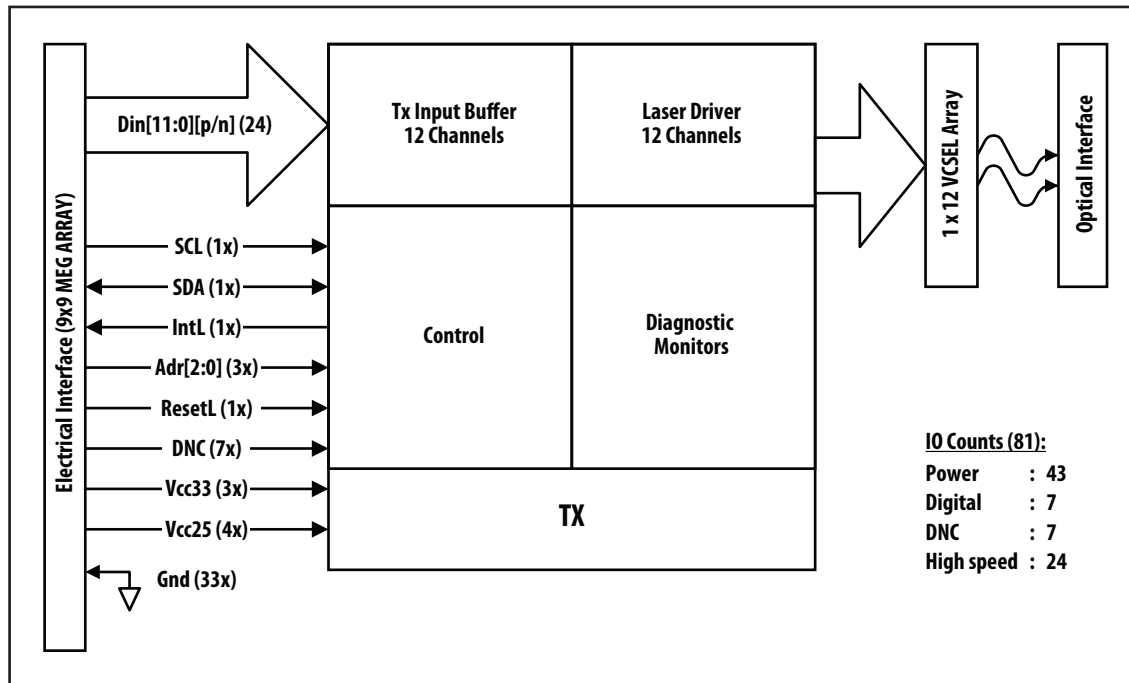 Electrical Interface (9x9 MEG ARRAY)
Din[11:0][p/n] (24)
SCL (1x)
SDA (1x)
IntL (1x)
Adr[2:0] (3x)
ResetL (1x)
DNC (7x)
Vcc33 (3x)
Vcc25 (4x)
Gnd (33x)
Tx Input Buffer
12 Channels
Laser Driver
12 Channels
Control
Diagnostic
Monitors
TX
1 x 12 VCSEL Array
Optical Interface
IO Counts (81):
Power : 43
Digital : 7
DNC : 7
High speed : 24